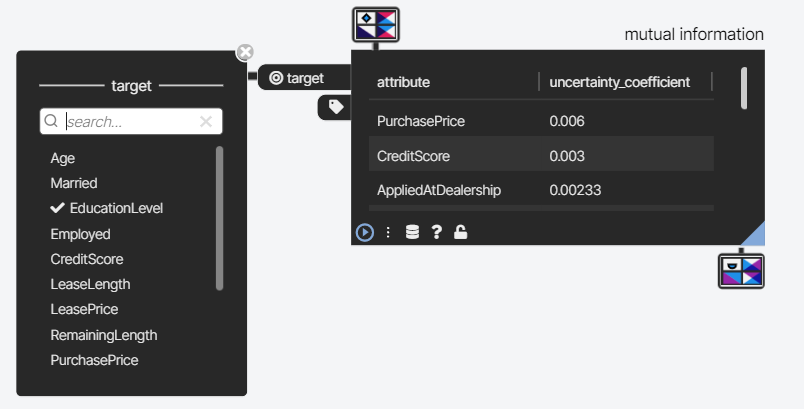 mutual information
target
search...
Age
Married
EducationLevel
Employed
CreditScore
LeaseLength
LeasePrice
RemainingLength
PurchasePrice
target
attribute uncertainty_coefficient
PurchasePrice 0.006
CreditScore 0.003
AppliedAtDealership 0.00233